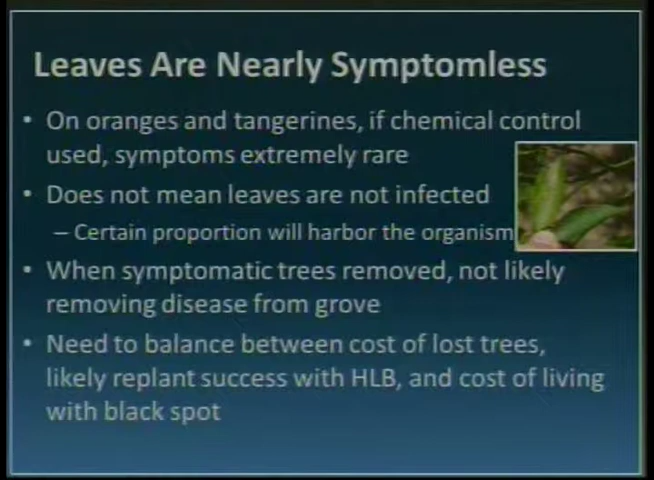 Leaves Are Nearly Symptomless
• On oranges and tangerines, if chemical control
used, symptoms extremely rare
• Does not mean leaves are not infected
– Certain proportion will harbor the organism
• When symptomatic trees removed, not likely
removing disease from grove
• Need to balance between cost of lost trees,
likely replant success with HLB, and cost of living
with black spot